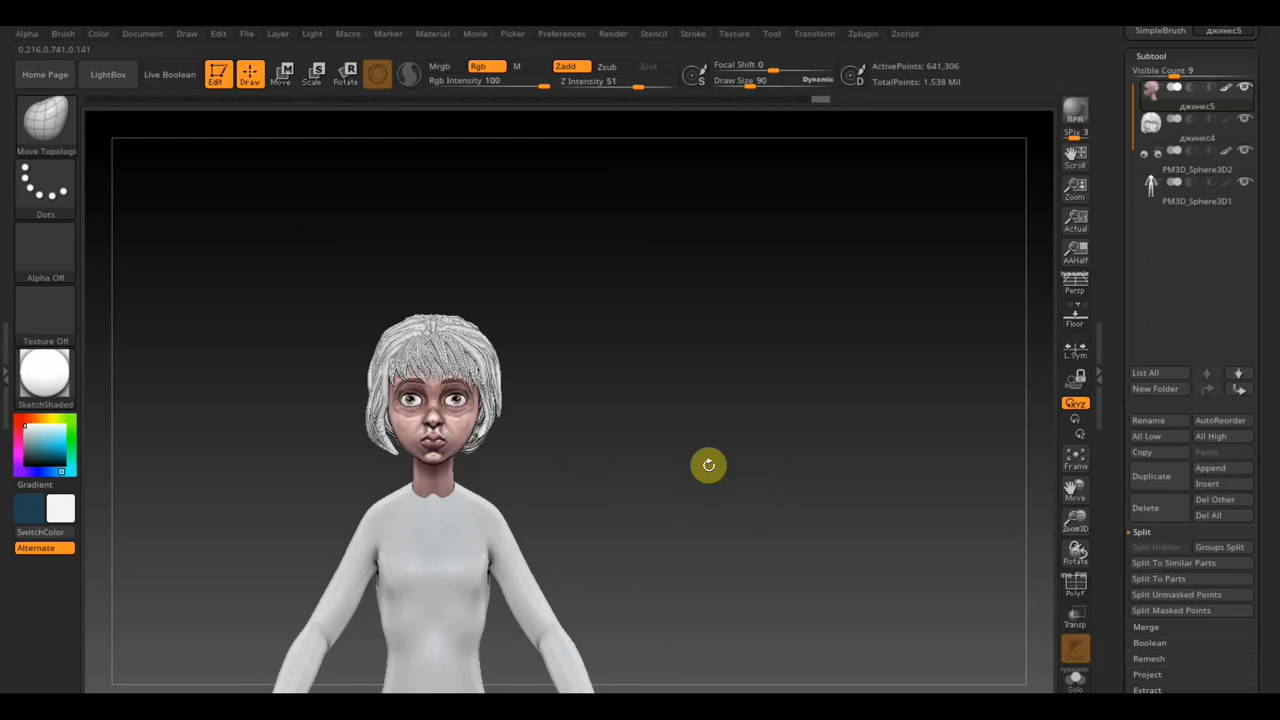 Alpha Brush Color Document Draw Edit File Layer Light Macro Marker Material Movie Picker Preferences Render Stencil Stroke Texture Tool Transform Zplugin Zscript
SimpleBrush джинкс5
0.216,0.741,0.141
Subtool
Visible Count 9
Home Page
LightBox
Live Boolean
Edit
Draw
Move
Scale
Rotate
Mrgb
Rgb
M
Rgb Intensity 100
Zadd
Zsub
Zcut
Z Intensity 51
S
Focal Shift 0
Draw Size 90
Dynamic
D
ActivePoints: 641,306
TotalPoints: 1.538 Mil
джинкс5
джинкс4
PM3D_Sphere3D2
PM3D_Sphere3D1
Move Topologi
Dots
Alpha Off
Texture Off
SketchShaded
Gradient
SwitchColor
Alternate
BPR
SPix 3
Scroll
Zoom
Actual
AAHalf
Dynamic
Persp
Floor
L.Sym
XYZ
Y
Z
Frame
Move
Zoom3D
Rotate
Line Fill
PolyF
Transp
Dynamic
Solo
List All
New Folder
Rename AutoReorder
All Low All High
Copy Paste
Duplicate
Append
Insert
Delete
Del Other
Del All
Split
Split Hidden Groups Split
Split To Similar Parts
Split To Parts
Split Unmasked Points
Split Masked Points
Merge
Boolean
Remesh
Project
Extract